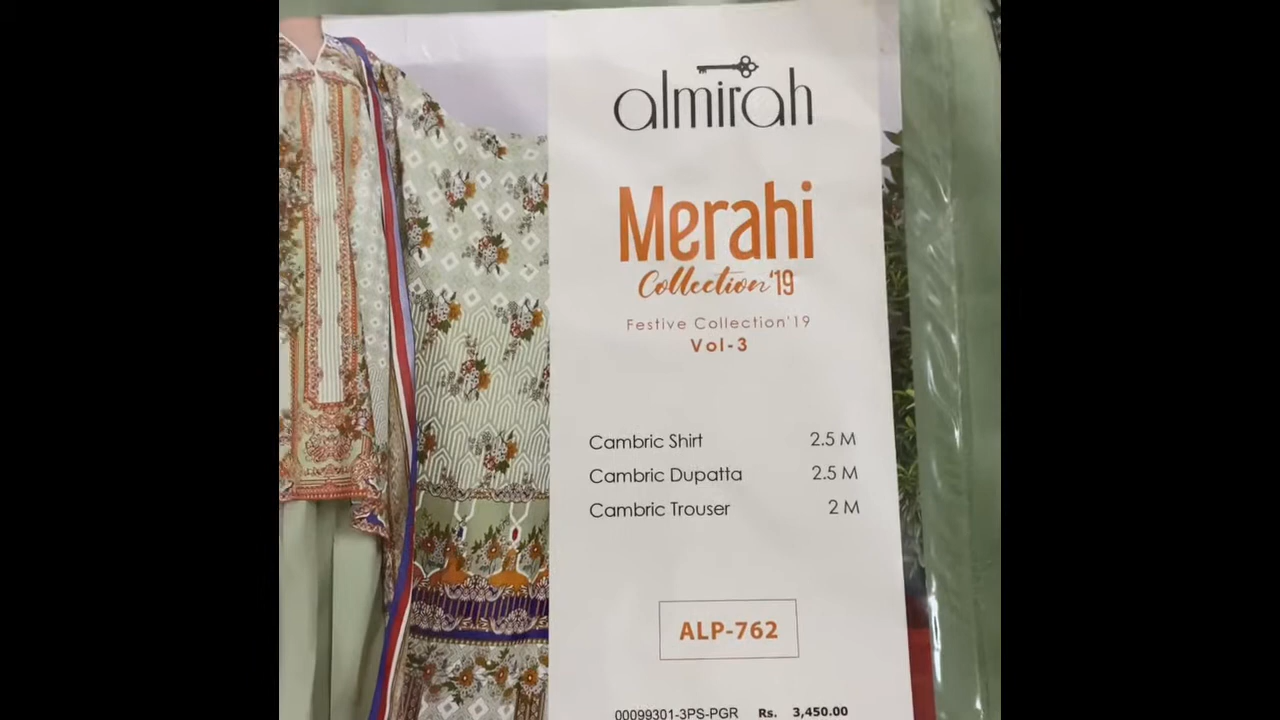 almirah
Merahi
Collection'19
Festive Collection'19
Vol-3
Cambric Shirt 2.5 M
Cambric Dupatta 2.5 M
Cambric Trouser 2 M
ALP-762
00099301-3PS-PGR Rs. 3,450.00